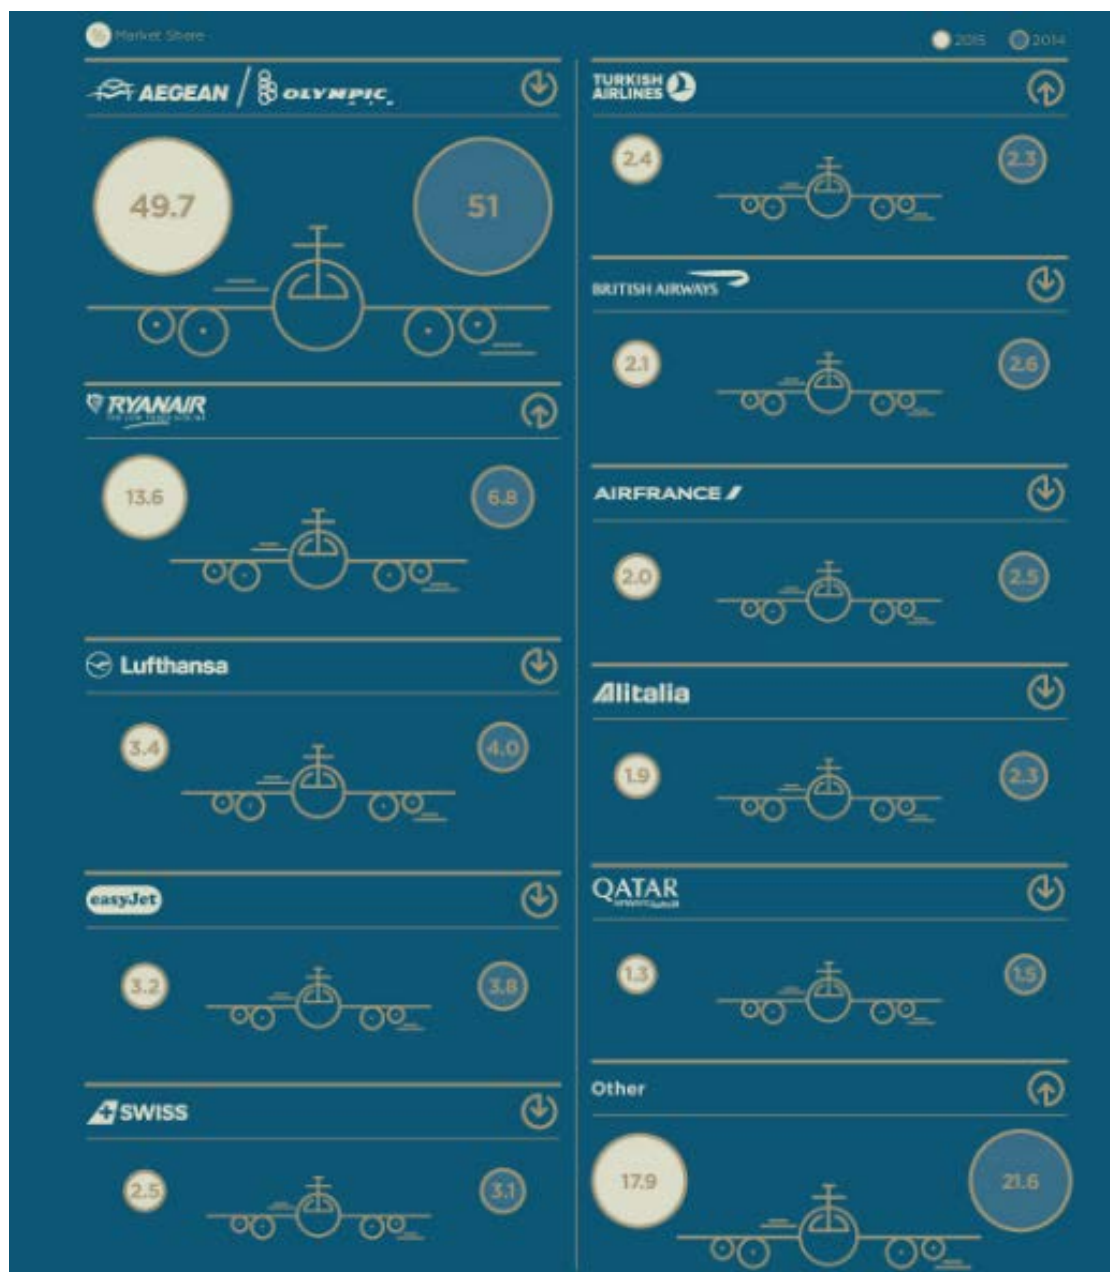 % Market Share
2015 2014
AEGEAN / OLYMPIC
49.7 51
RYANAIR
13.6 6.8
Lufthansa
3.4 4.0
easyJet
3.2 3.8
SWISS
2.5 3.1
TURKISH
AIRLINES
2.4 2.3
BRITISH AIRWAYS
2.1 2.6
AIRFRANCE
2.0 2.5
Alitalia
1.9 2.3
QATAR
1.3 1.5
Other
17.9 21.6